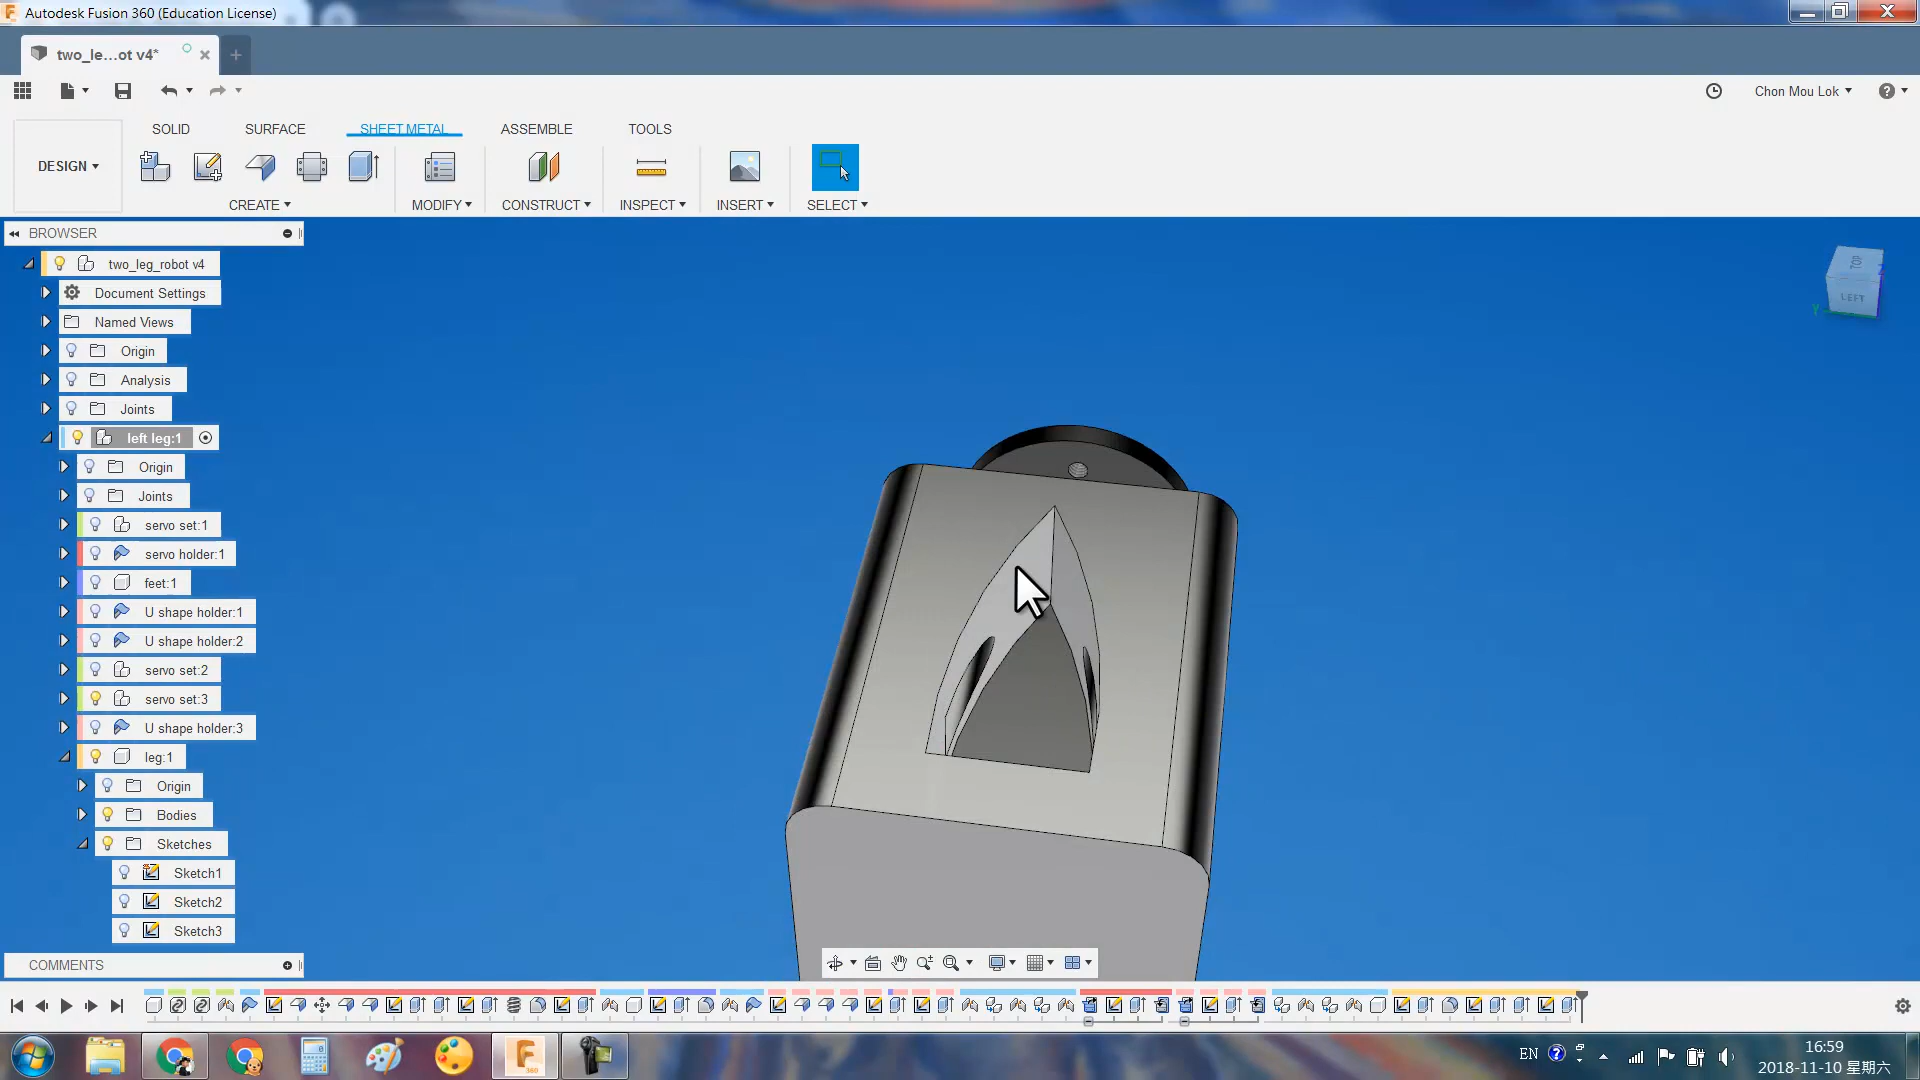 Autodesk Fusion 360 (Education License)
two_le...ot v4*
Chon Mou Lok
DESIGN
SOLID
SURFACE
SHEET METAL
ASSEMBLE
TOOLS
CREATE
MODIFY
CONSTRUCT
INSPECT
INSERT
SELECT
BROWSER
two_leg_robot v4
Document Settings
Named Views
Origin
Analysis
Joints
left leg:1
Origin
Joints
servo set:1
servo holder:1
feet:1
U shape holder:1
U shape holder:2
servo set:2
servo set:3
U shape holder:3
leg:1
Origin
Bodies
Sketches
Sketch1
Sketch2
Sketch3
COMMENTS
TOP
LEFT
Z
Y
EN
16:59
2018-11-10 星期六